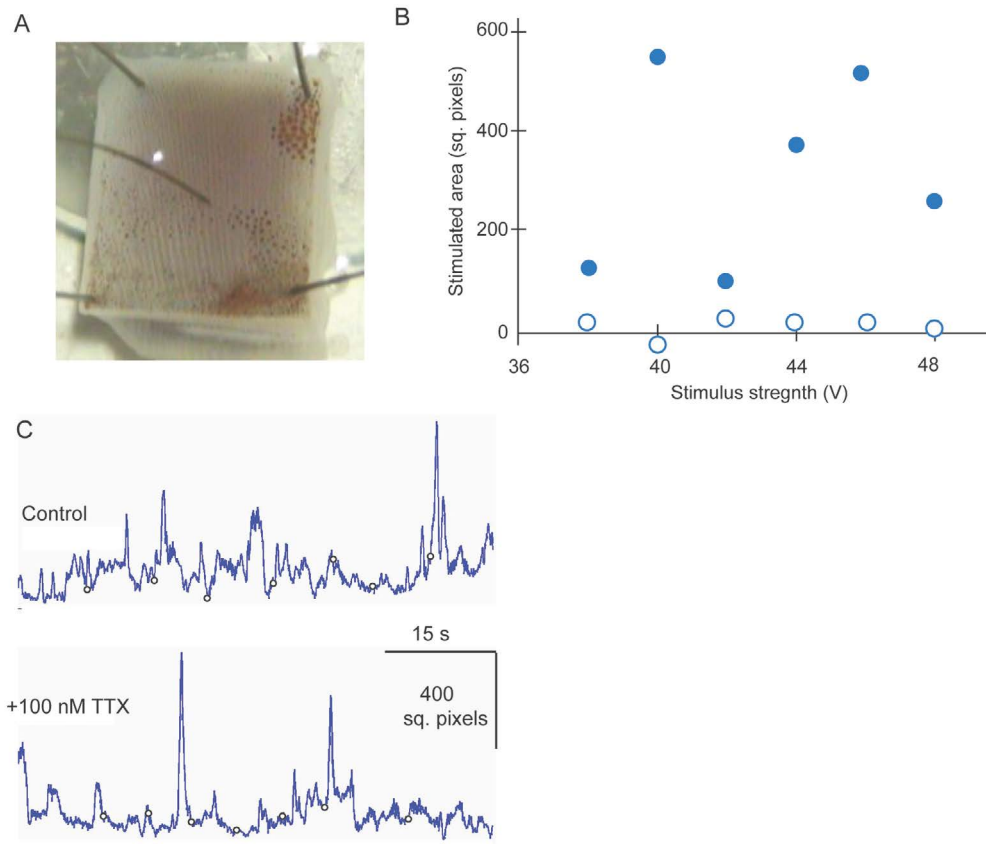 A
B
600
400
200
0
Stimulated area (sq. pixels)
36
40
44
48
Stimulus stregnth (V)
C
Control
15 s
400
sq. pixels
+100 nM TTX